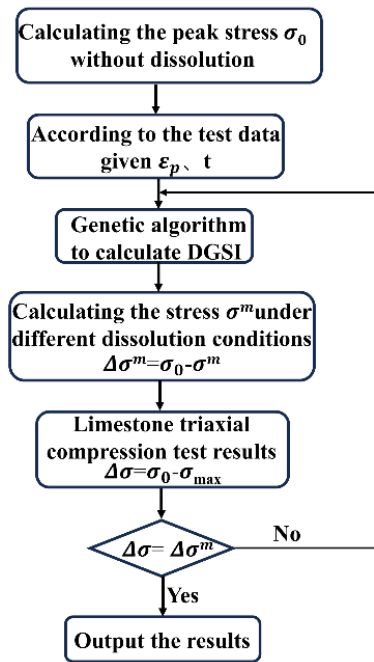 Calculating the peak stress σ₀
without dissolution
According to the test data
given εₚ、t
Genetic algorithm
to calculate DGSI
Calculating the stress σᵐunder
different dissolution conditions
Δσᵐ=σ₀-σᵐ
Limestone triaxial
compression test results
Δσ=σ₀-σₘₐₓ
Δσ= Δσᵐ
No
Yes
Output the results